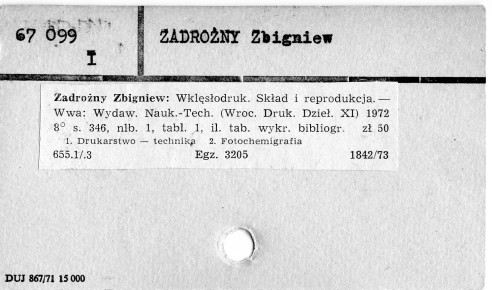 67 099 ZADROŻNY Zbigniew
I
Zadrożny Zbigniew: Wklęsłodruk. Skład i reprodukcja. —
Wwa: Wydaw. Nauk.-Tech. (Wroc. Druk. Dzieł. XI) 1972
8° s. 346, nlb. 1, tabl. 1, il. tab. wykr. bibliogr. zł 50
1. Drukarstwo — technika 2. Fotochemigrafia
655.1/.3 Egz. 3205 1842/73
DUJ 867/71 15 000